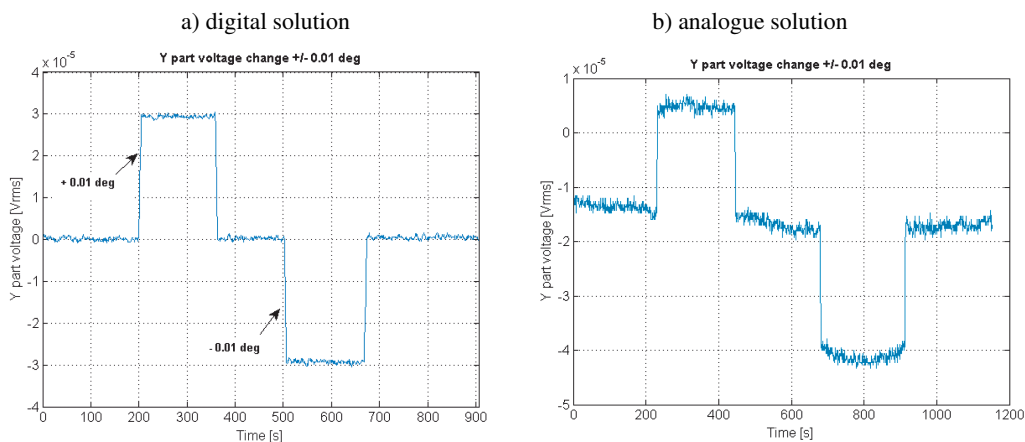 a) digital solution
Y part voltage change +/- 0.01 deg
x 10⁻⁵
4
3
2
1
0
-1
-2
-3
-4
Y part voltage [Vrms]
+ 0.01 deg
- 0.01 deg
0 100 200 300 400 500 600 700 800 900
Time [s]
b) analogue solution
Y part voltage change +/- 0.01 deg
x 10⁻⁵
1
0
-1
-2
-3
-4
-5
Y part voltage [Vrms]
0 200 400 600 800 1000 1200
Time [s]